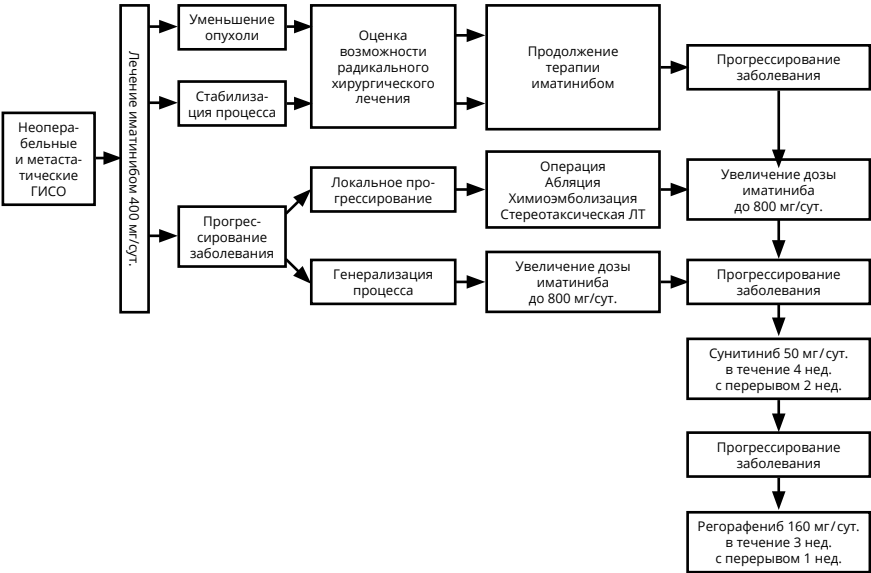 Неопера-
бельные
и метаста-
тические
ГИСО
Лечение иматинибом 400 мг/сут.
Уменьшение
опухоли
Стабилиза-
ция процесса
Прогрес-
сирование
заболевания
Оценка
возможности
радикального
хирургического
лечения
Локальное про-
грессирование
Генерализация
процесса
Продолжение
терапии
иматинибом
Операция
Абляция
Химиоэмболизация
Стереотаксическая ЛТ
Увеличение дозы
иматиниба
до 800 мг/сут.
Прогрессирование
заболевания
Увеличение дозы
иматиниба
до 800 мг/сут.
Прогрессирование
заболевания
Сунитиниб 50 мг/сут.
в течение 4 нед.
с перерывом 2 нед.
Прогрессирование
заболевания
Регорафениб 160 мг/сут.
в течение 3 нед.
с перерывом 1 нед.